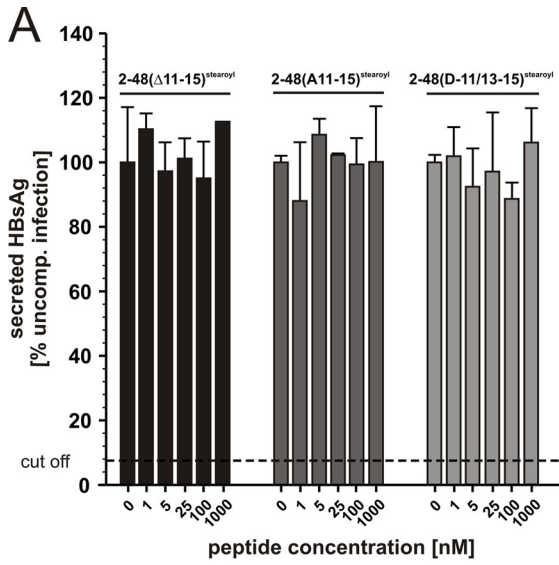 A
140
120
100
80
60
40
20
0
secreted HBsAg
[% uncomp. infection]
cut off
2-48(Δ11-15)stearoyl
2-48(A11-15)stearoyl
2-48(D-11/13-15)stearoyl
0 1 5 25 100 1000
0 1 5 25 100 1000
0 1 5 25 100 1000
peptide concentration [nM]